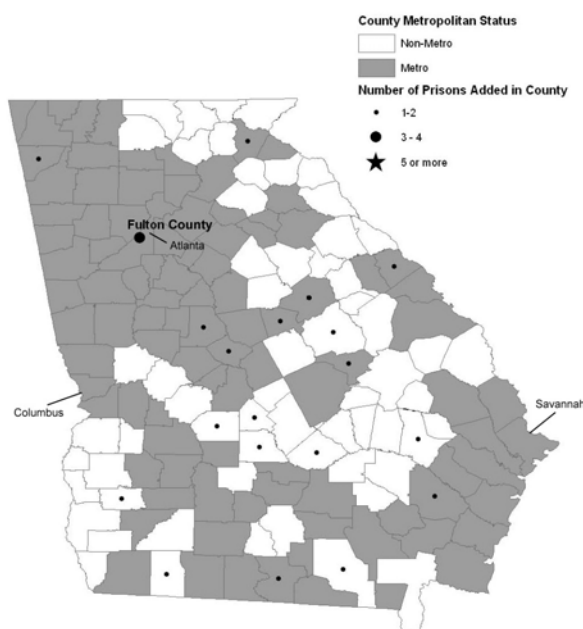 County Metropolitan Status
Non-Metro
Metro
Number of Prisons Added in County
1-2
3 - 4
5 or more
Fulton County
Atlanta
Columbus
Savannah